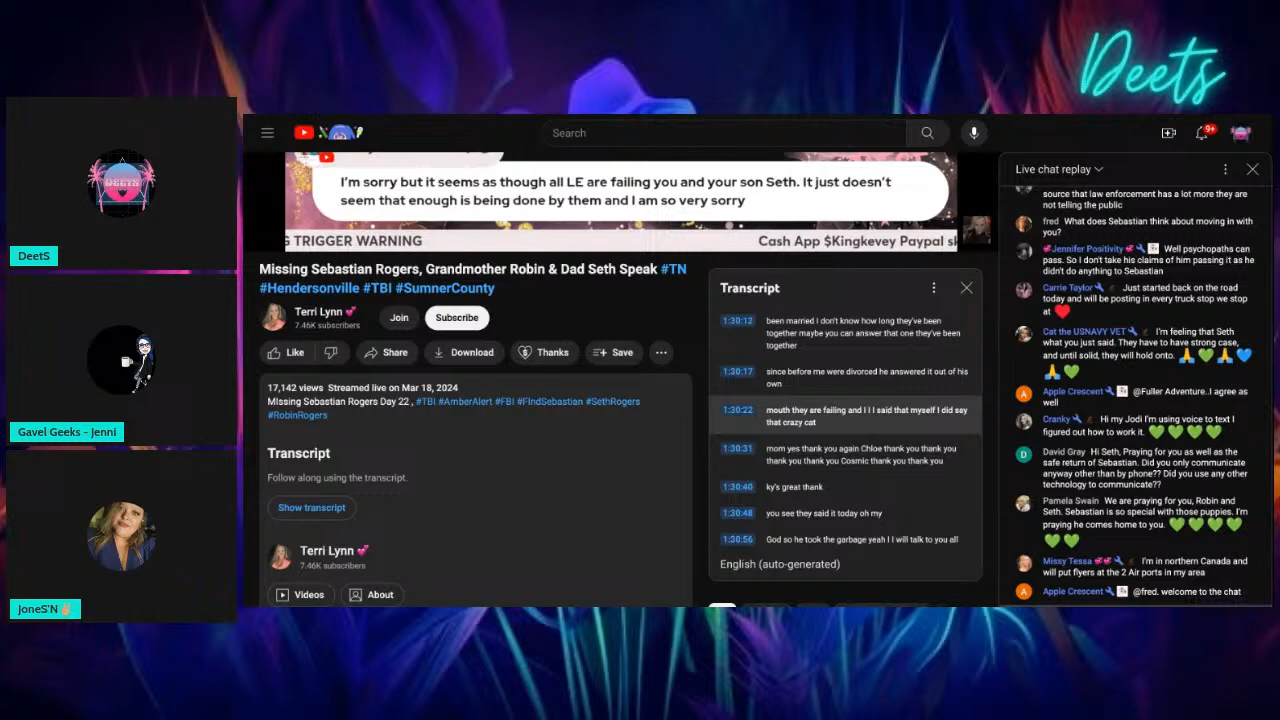 Deets
DEETS
DeetS
Gavel Geeks - Jenni
JoneS'N
Search
9+
I'm sorry but it seems as though all LE are failing you and your son Seth. It just doesn't
seem that enough is being done by them and I am so very sorry
G TRIGGER WARNING
Cash App $Kingkevey Paypal sk
Missing Sebastian Rogers, Grandmother Robin & Dad Seth Speak #TN
#Hendersonville #TBI #SumnerCounty
Terri Lynn
7.46K subscribers
Join
Subscribe
Like
Share
Download
Thanks
Save
17,142 views Streamed live on Mar 18, 2024
MIssing Sebastian Rogers Day 22 , #TBI #AmberAlert #FBI #FIndSebastian #SethRogers
#RobinRogers
Transcript
Follow along using the transcript.
Show transcript
Terri Lynn
7.46K subscribers
Videos
About
Transcript
1:30:12 been married I don't know how long they've been
together maybe you can answer that one they've been
together
1:30:17 since before me were divorced he answered it out of his
own
1:30:22 mouth they are failing and I I I said that myself I did say
that crazy cat
1:30:31 mom yes thank you again Chloe thank you thank you
thank you thank you Cosmic thank you thank you
1:30:40 ky's great thank
1:30:48 you see they said it today oh my
1:30:56 God so he took the garbage yeah I I will talk to you all
English (auto-generated)
Live chat replay
source that law enforcement has a lot more they are
not telling the public
fred What does Sebastian think about moving in with
you?
Jennifer Positivity Well psychopaths can
pass. So I don't take his claims of him passing it as he
didn't do anything to Sebastian
Carrie Taylor Just started back on the road
today and will be posting in every truck stop we stop
at
Cat the USNAVY VET I'm feeling that Seth
what you just said. They have to have strong case,
and until solid, they will hold onto.
Apple Crescent @Fuller Adventure..I agree as
well
Cranky Hi my Jodi I'm using voice to text I
figured out how to work it.
David Gray Hi Seth, Praying for you as well as the
safe return of Sebastian. Did you only communicate
anyway other than by phone?? Did you use any other
technology to communicate??
Pamela Swain We are praying for you, Robin and
Seth. Sebastian is so special with those puppies. I'm
praying he comes home to you.
Missy Tessa I'm in northern Canada and
will put flyers at the 2 Air ports in my area
Apple Crescent @fred. welcome to the chat